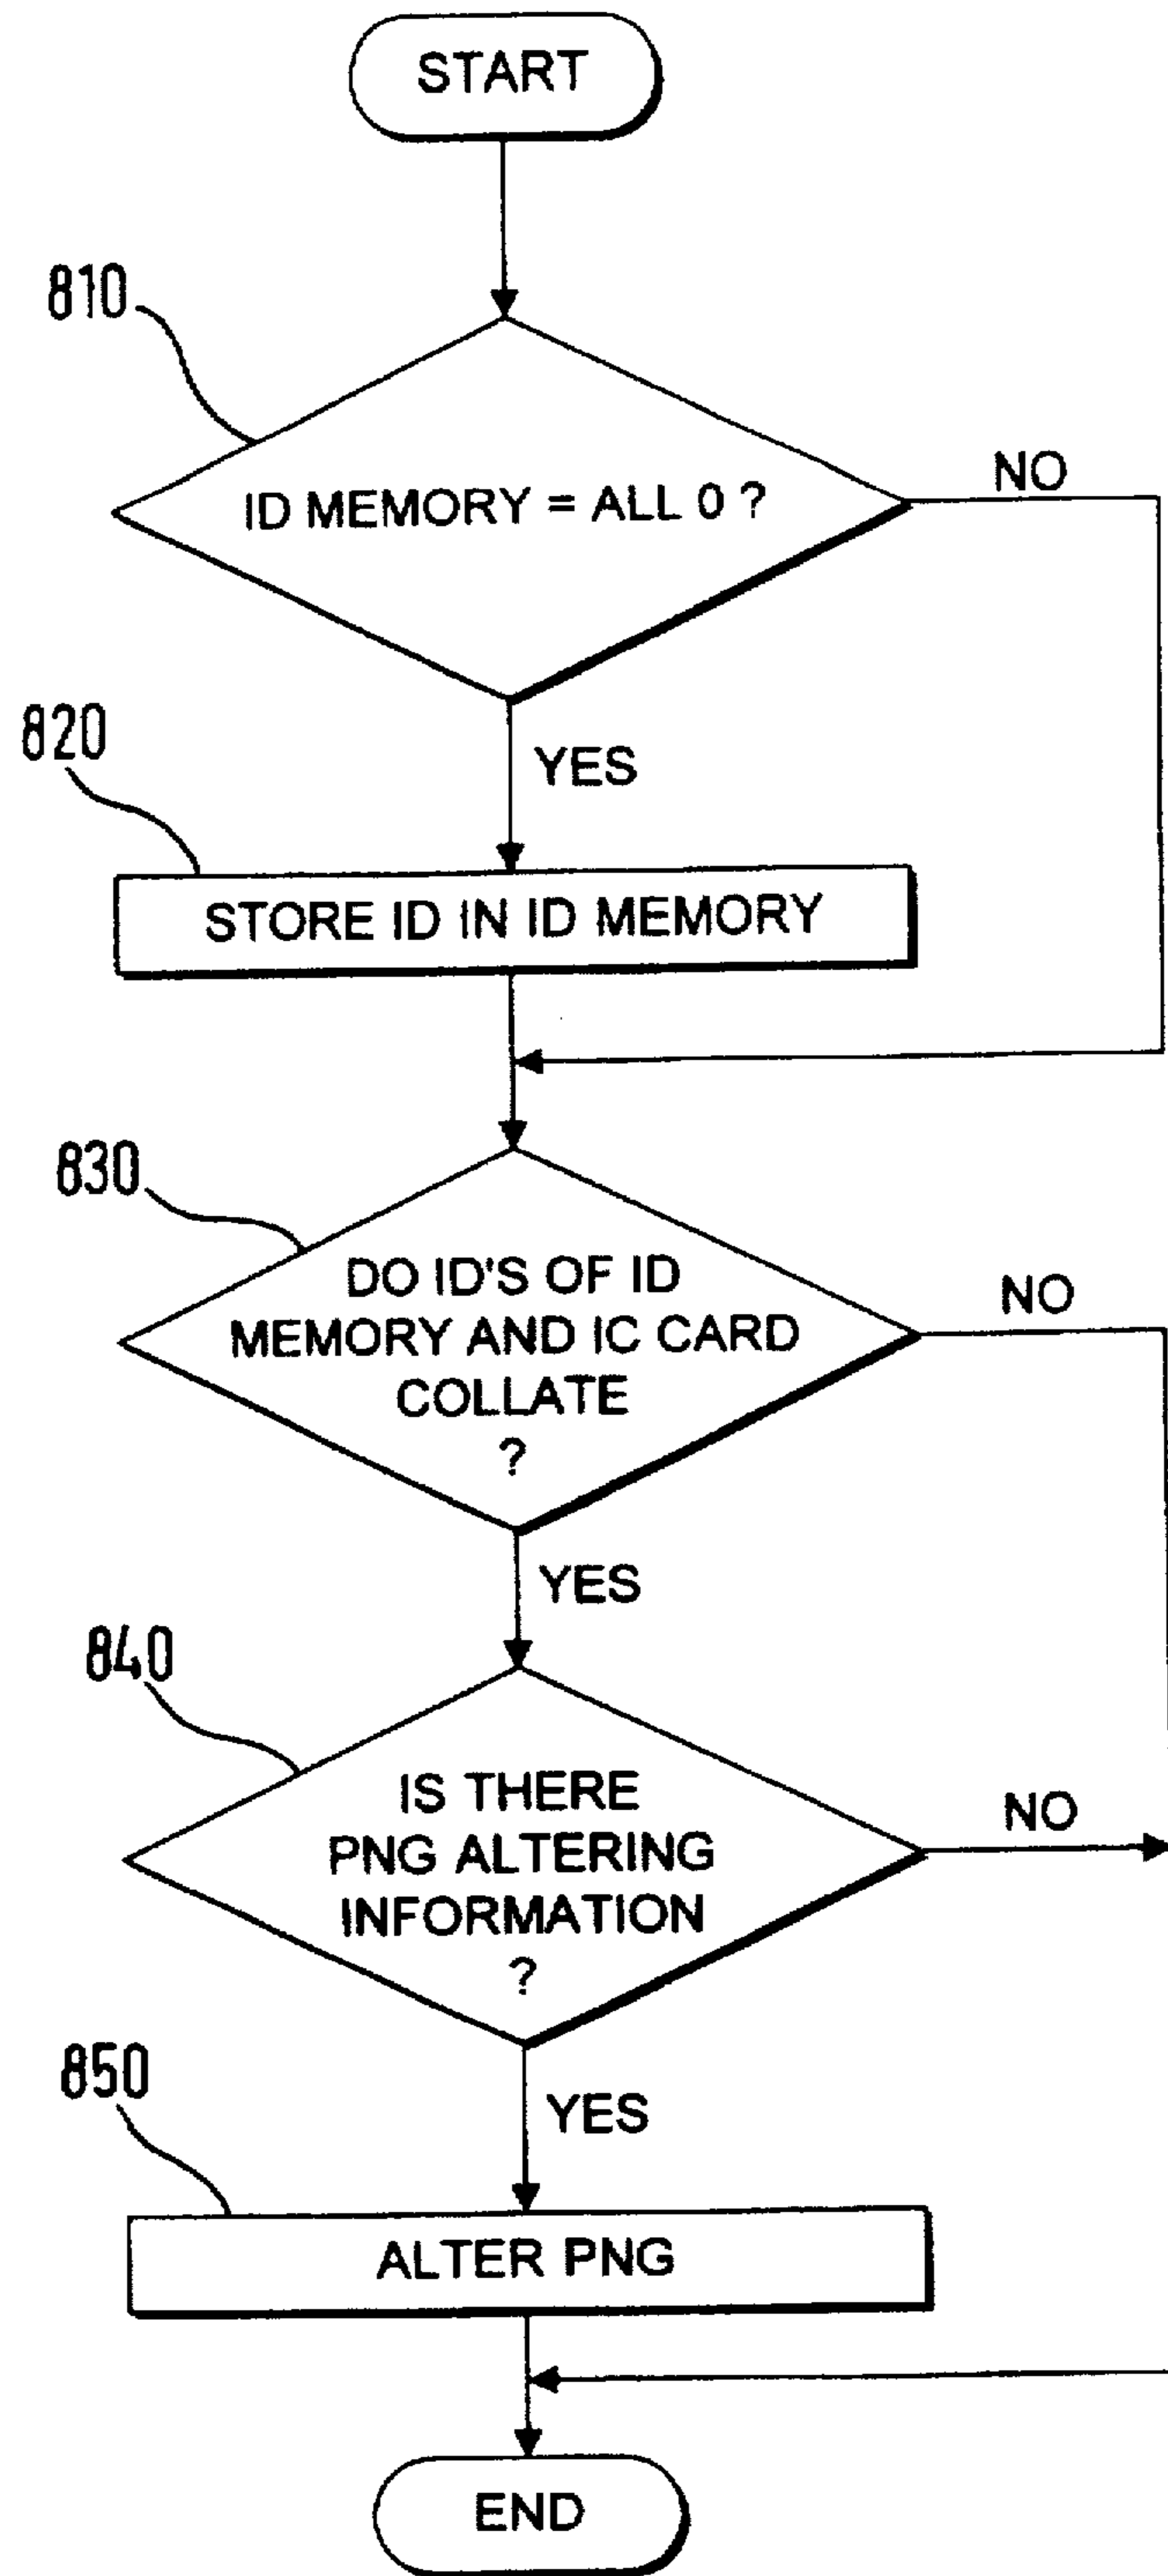 START
810
ID MEMORY = ALL 0 ?
NO
820
YES
STORE ID IN ID MEMORY
830
DO ID'S OF ID
MEMORY AND IC CARD
COLLATE
?
NO
YES
840
IS THERE
PNG ALTERING
INFORMATION
?
NO
850
YES
ALTER PNG
END